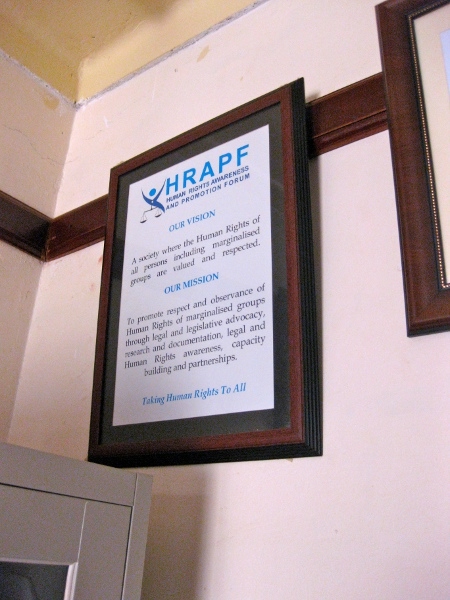 HRAPF
HUMAN RIGHTS AWARENESS
AND PROMOTION FORUM
OUR VISION
A society where the Human Rights of
all persons including marginalised
groups are valued and respected.
OUR MISSION
To promote respect and observance of
Human Rights of marginalised groups
through legal and legislative advocacy,
research and documentation, legal and
Human Rights awareness, capacity
building and partnerships.
Taking Human Rights To All